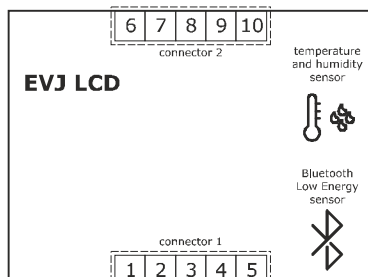 6 7 8 9 10
connector 2
EVJ LCD
temperature
and humidity
sensor
Bluetooth
Low Energy
sensor
connector 1
1 2 3 4 5